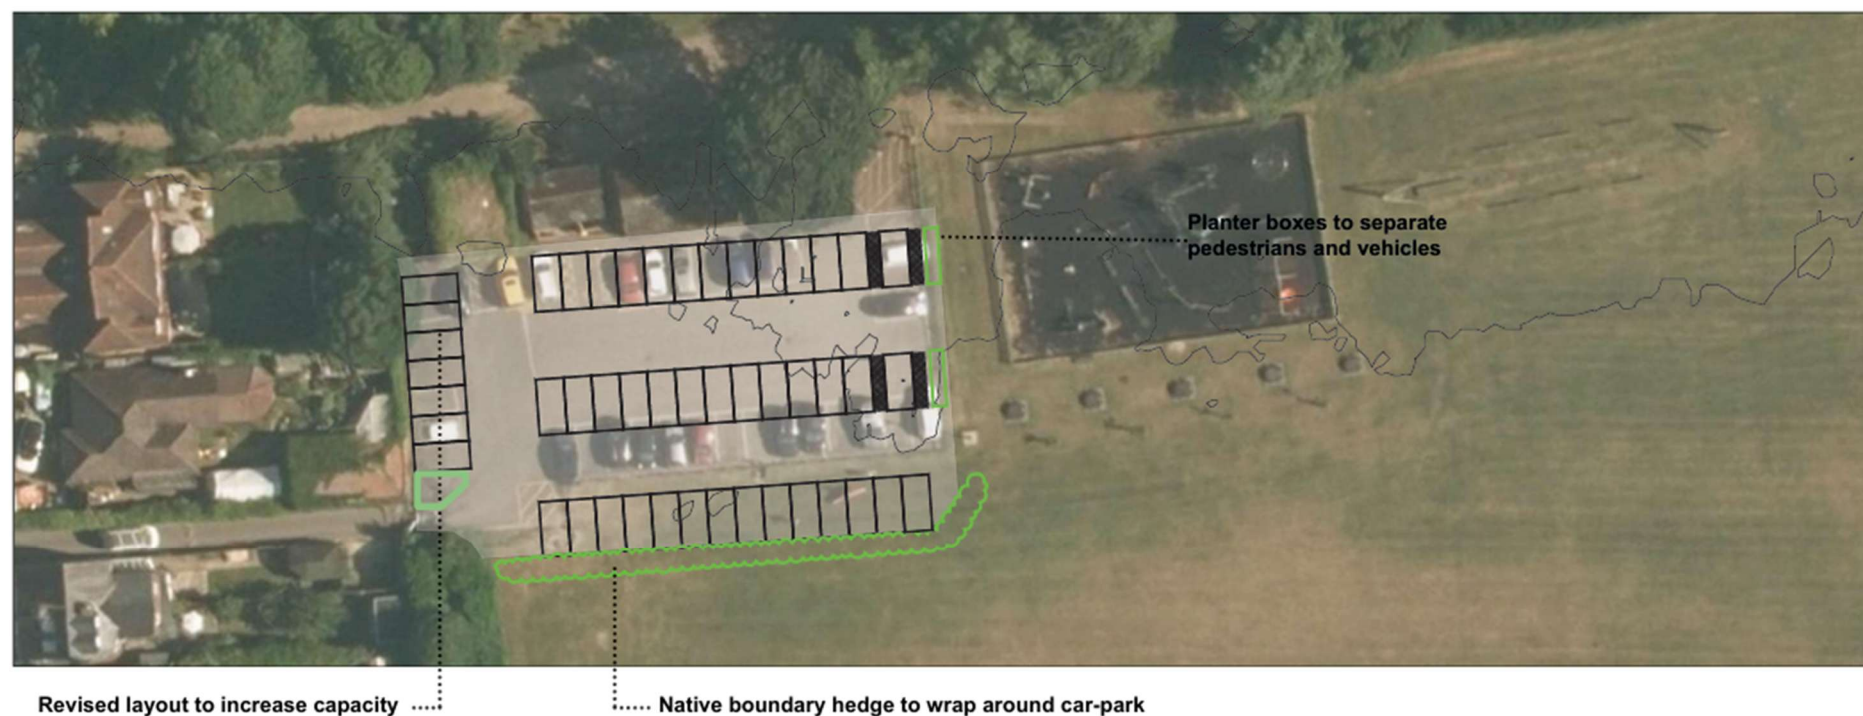 Planter boxes to separate
pedestrians and vehicles
Revised layout to increase capacity
Native boundary hedge to wrap around car-park